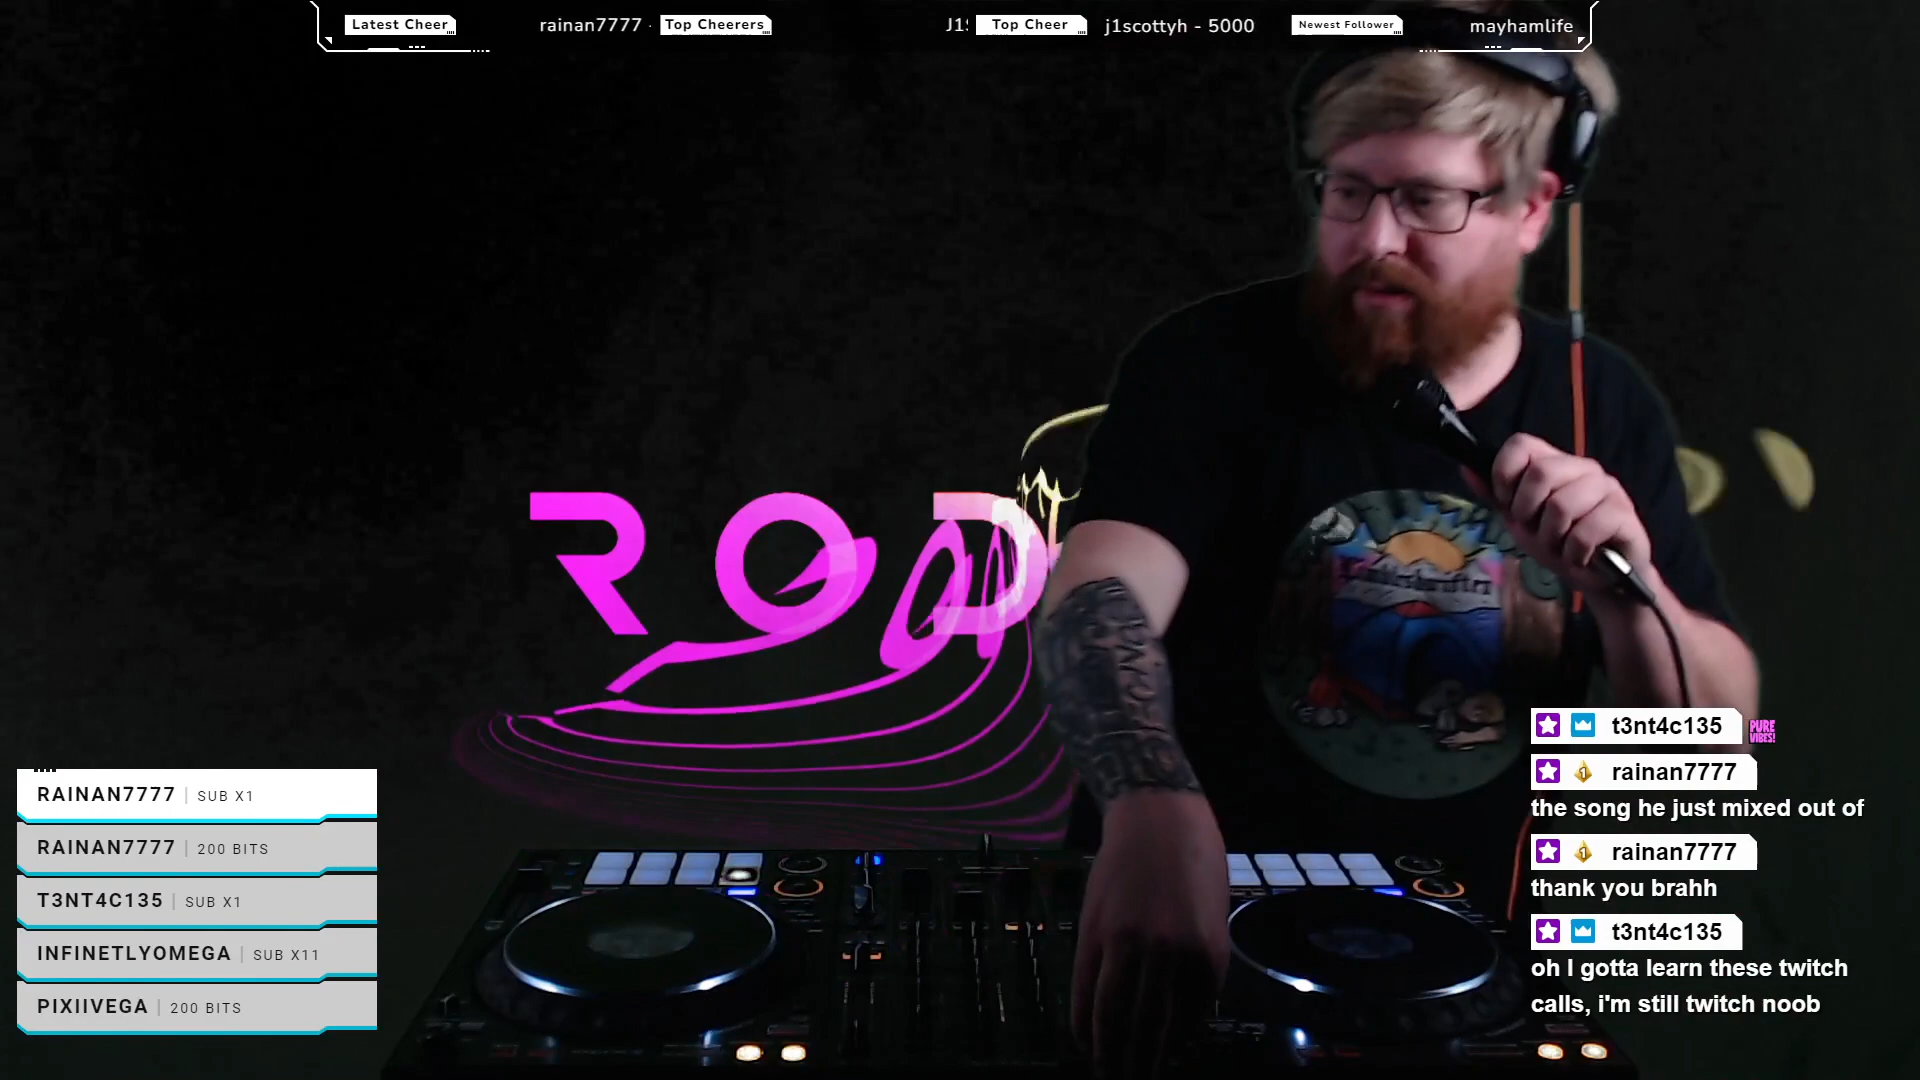 Latest Cheer
rainan7777 ·
Top Cheerers
J1
Top Cheer
j1scottyh - 5000
Newest Follower
mayhamlife
ROD
RAINAN7777 | SUB X1
RAINAN7777 | 200 BITS
T3NT4C135 | SUB X1
INFINETLYOMEGA | SUB X11
PIXIIVEGA | 200 BITS
t3nt4c135 PURE VIBES!
rainan7777
the song he just mixed out of
rainan7777
thank you brahh
t3nt4c135
oh I gotta learn these twitch
calls, i'm still twitch noob